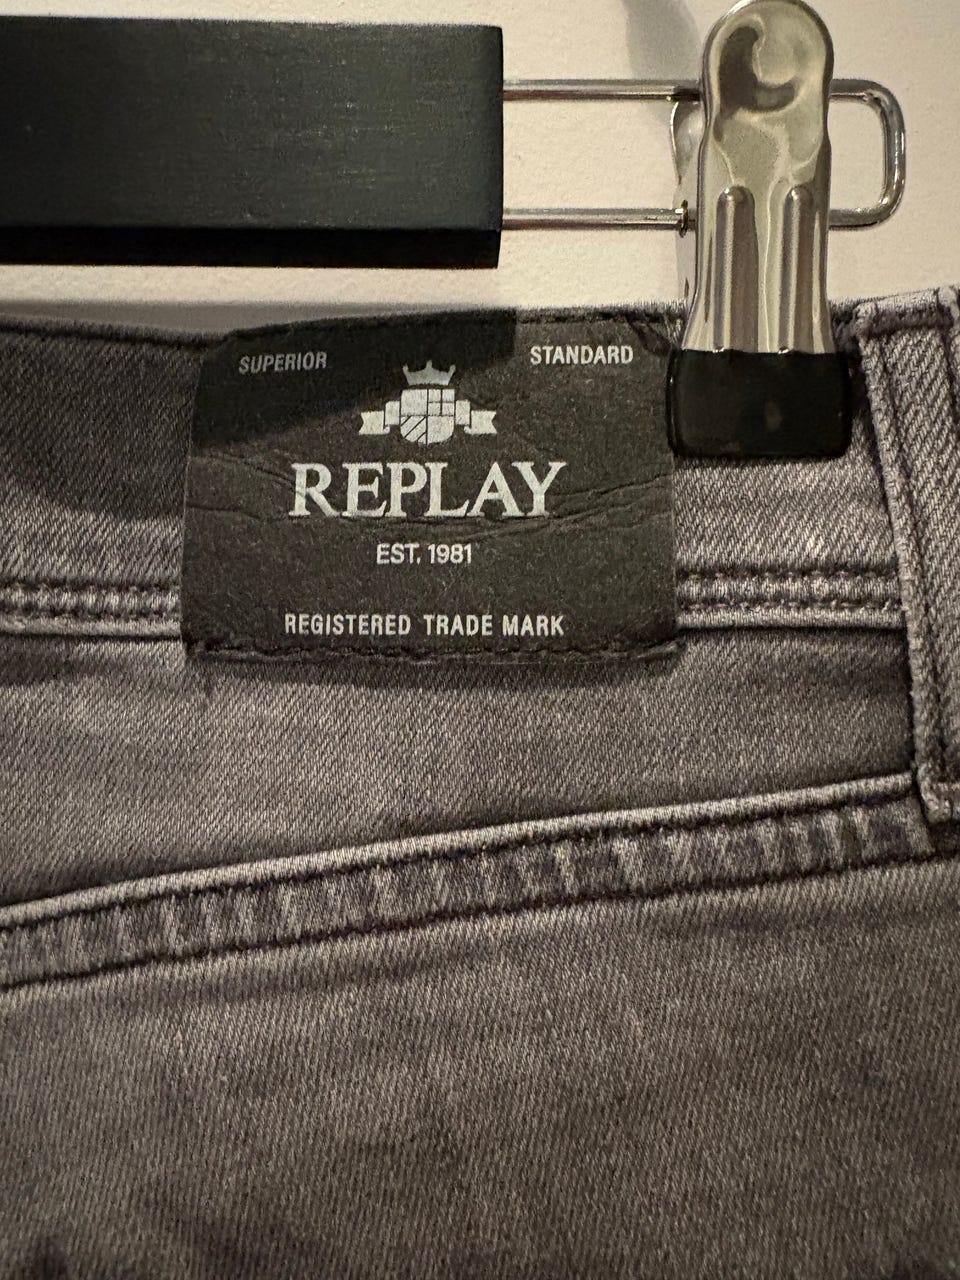 SUPERIOR STANDARD
REPLAY
EST. 1981
REGISTERED TRADE MARK